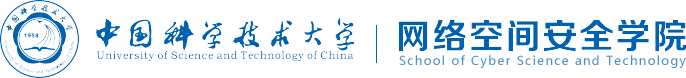 1958
中国科学技术大学
University of Science and Technology of China
网络空间安全学院
School of Cyber Science and Technology